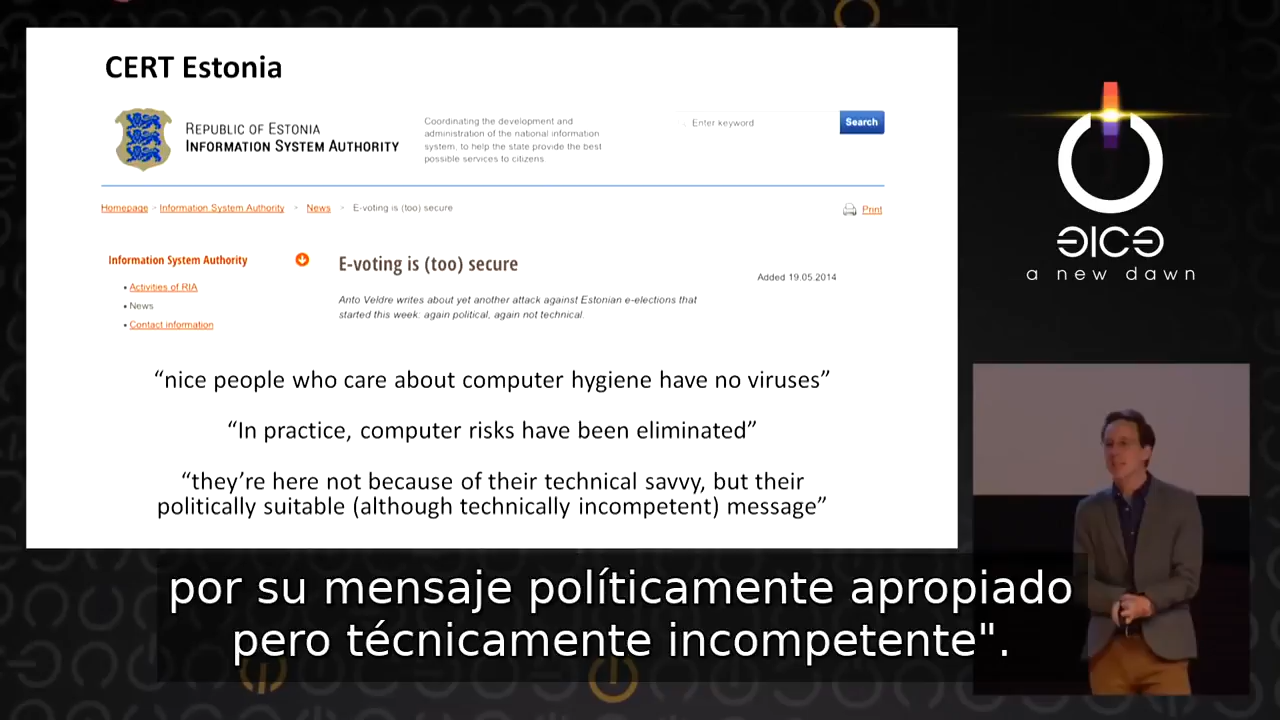 CERT Estonia
REPUBLIC OF ESTONIA
INFORMATION SYSTEM AUTHORITY
Coordinating the development and
administration of the national information
system, to help the state provide the best
possible services to citizens
Enter keyword
Search
Homepage > Information System Authority > News > E-voting is (too) secure
Print
Information System Authority
• Activities of RIA
• News
• Contact information
E-voting is (too) secure
Added 19.05.2014
Anto Veldre writes about yet another attack against Estonian e-elections that
started this week: again political, again not technical.
“nice people who care about computer hygiene have no viruses”
“In practice, computer risks have been eliminated”
“they’re here not because of their technical savvy, but their
politically suitable (although technically incompetent) message”
a new dawn
por su mensaje políticamente apropiado
pero técnicamente incompetente".